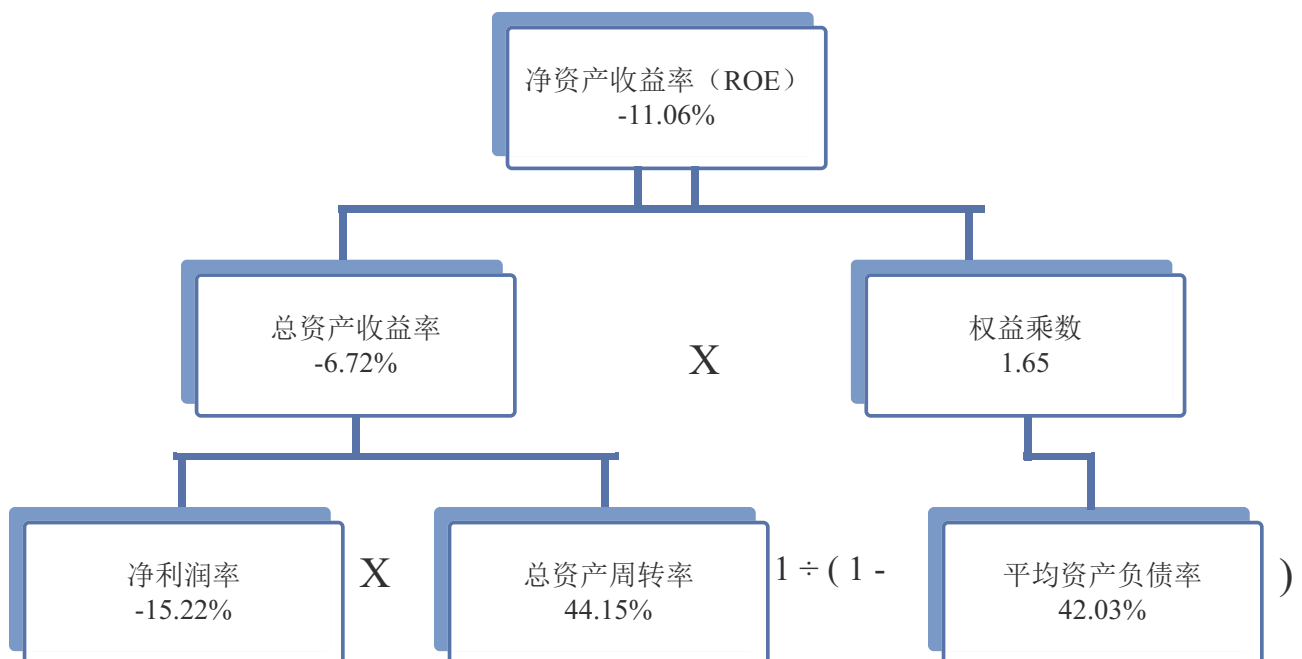 净资产收益率（ROE）
-11.06%
总资产收益率
-6.72%
X
权益乘数
1.65
净利润率
-15.22%
X
总资产周转率
44.15%
1 ÷ ( 1 -
平均资产负债率
42.03%
)